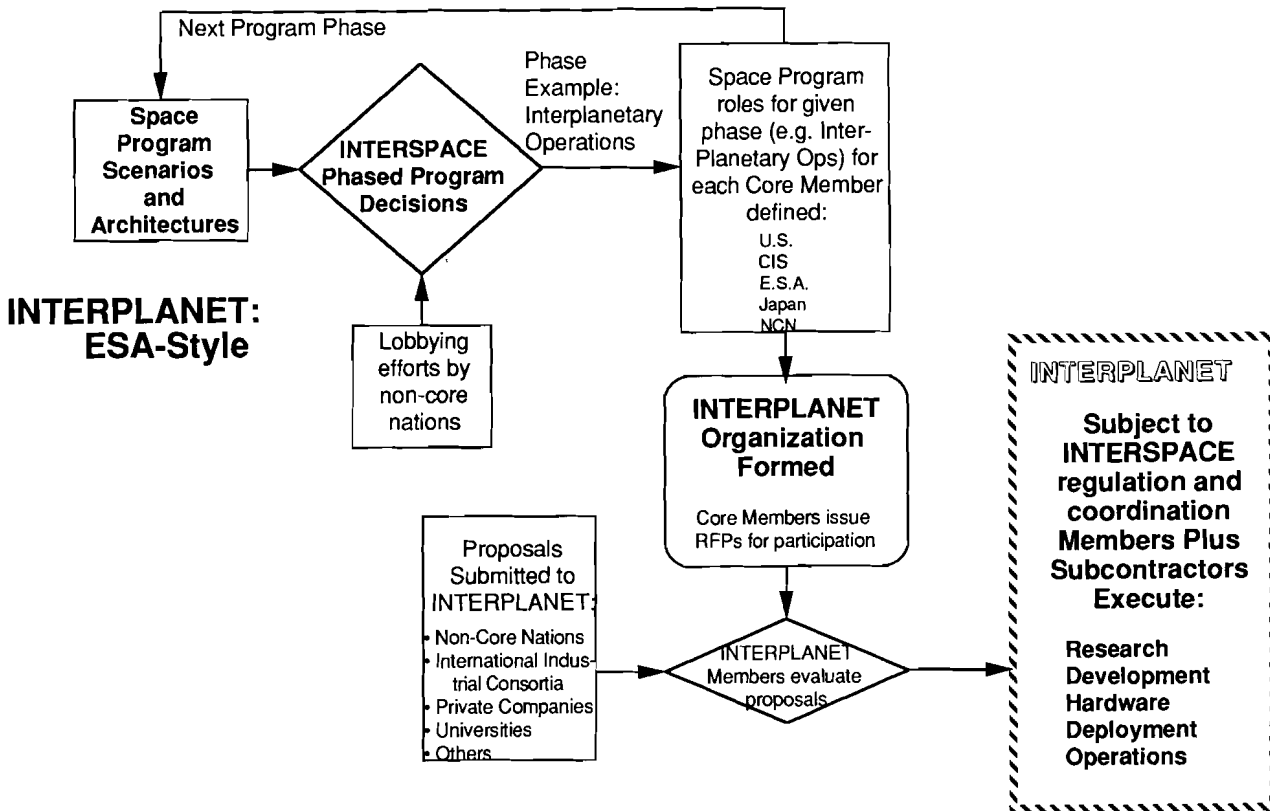 Next Program Phase
Space
Program
Scenarios
and
Architectures
INTERSPACE
Phased Program
Decisions
Phase
Example:
Interplanetary
Operations
Space Program
roles for given
phase (e.g. Inter-
Planetary Ops) for
each Core Member
defined:
U.S.
CIS
E.S.A.
Japan
NCN
INTERPLANET:
ESA-Style
Lobbying
efforts by
non-core
nations
INTERPLANET
Organization
Formed
Core Members issue
RFPs for participation
Proposals
Submitted to
INTERPLANET:
• Non-Core Nations
• International Indus-
trial Consortia
• Private Companies
• Universities
• Others
INTERPLANET
Members evaluate
proposals
INTERPLANET
Subject to
INTERSPACE
regulation and
coordination
Members Plus
Subcontractors
Execute:
Research
Development
Hardware
Deployment
Operations